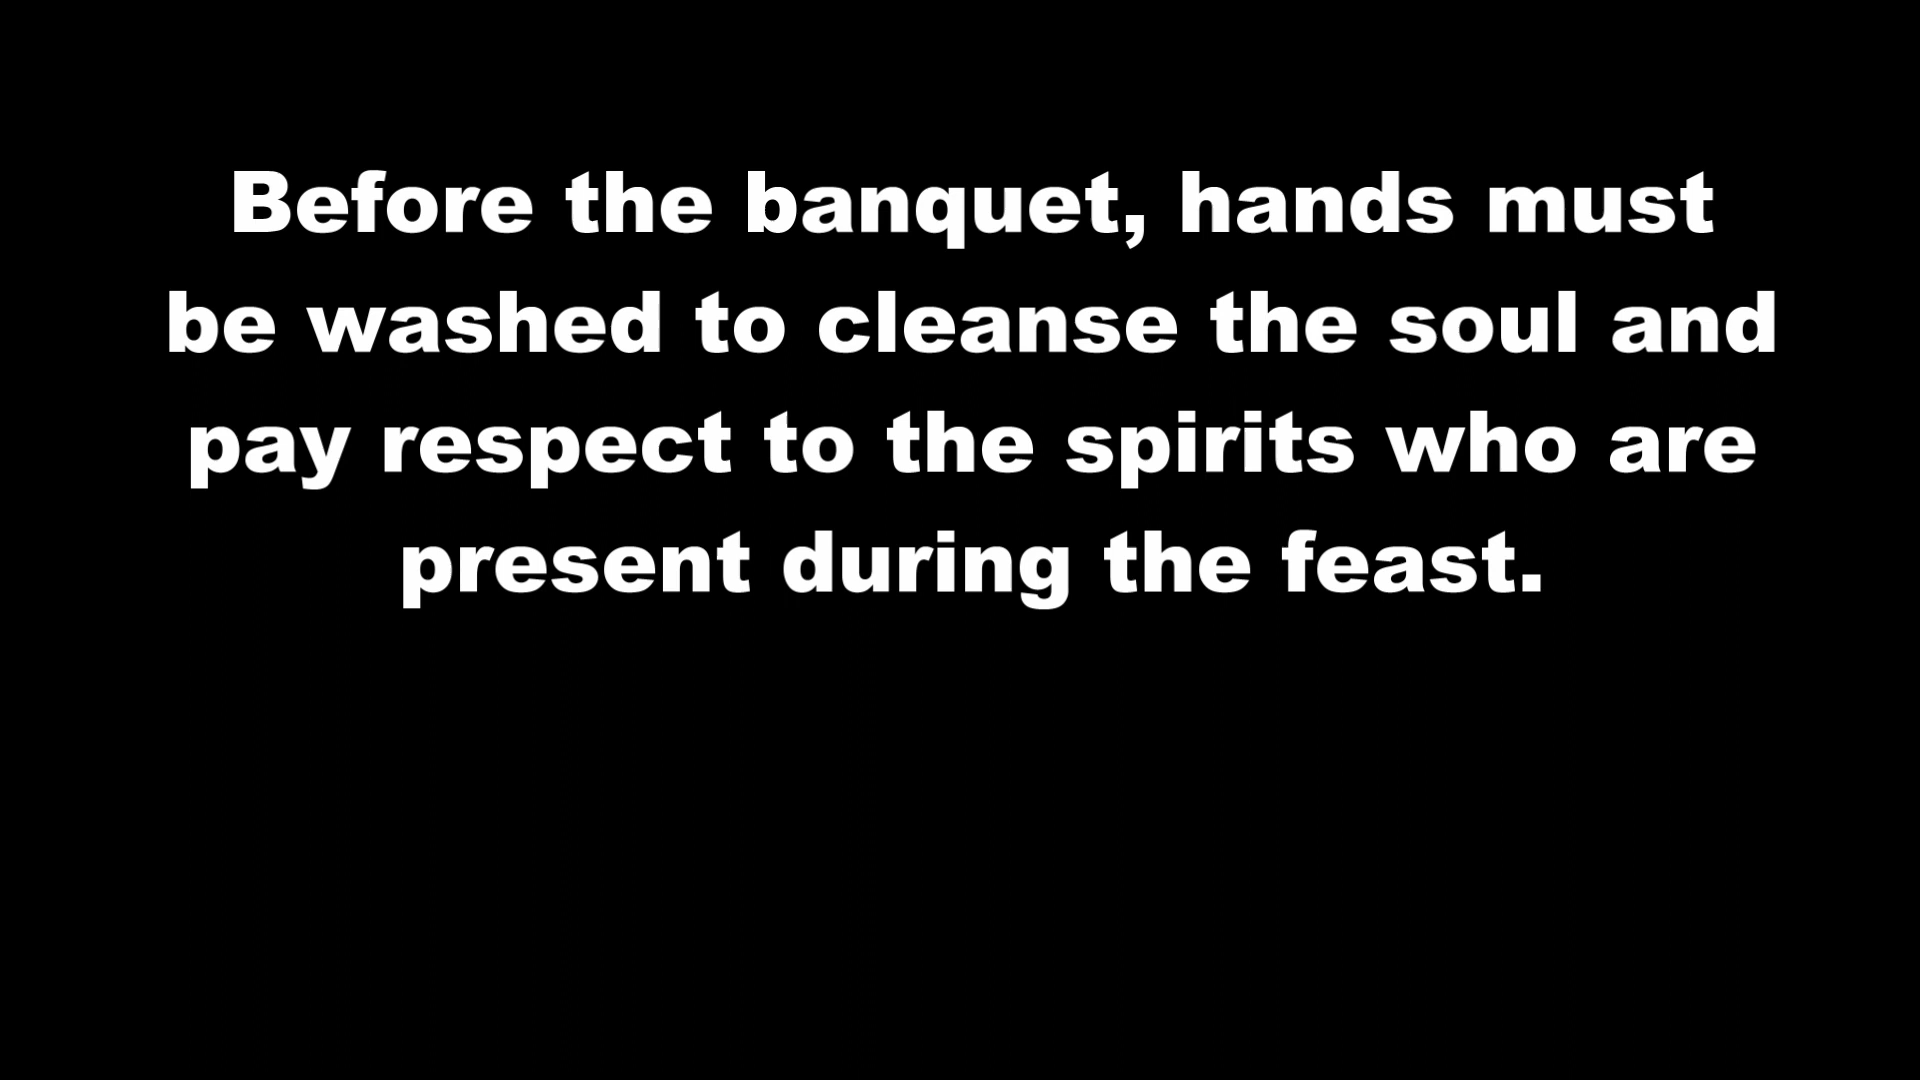 Before the banquet, hands must
be washed to cleanse the soul and
pay respect to the spirits who are
present during the feast.